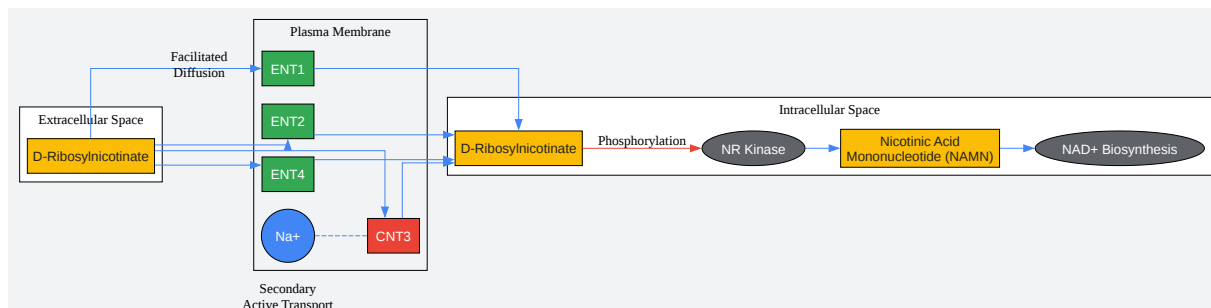 Plasma Membrane
Facilitated
Diffusion
ENT1
Extracellular Space
D-Ribosylnicotinate
ENT2
ENT4
Na+
CNT3
Secondary
Active Transport
Intracellular Space
D-Ribosylnicotinate
Phosphorylation
NR Kinase
Nicotinic Acid
Mononucleotide (NAMN)
NAD+ Biosynthesis